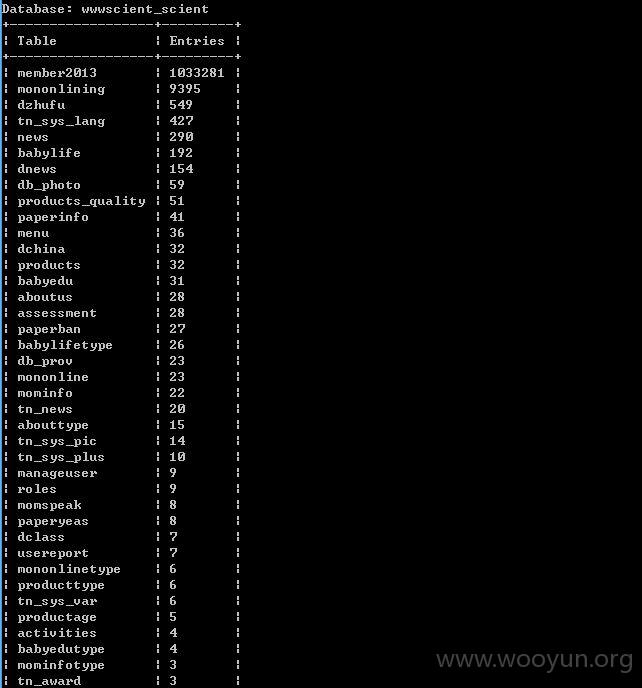 Database: wwwscient_scient
+------------------+---------+
| Table | Entries |
+------------------+---------+
| member2013 | 1033281 |
| mononlining | 9395 |
| dzhufu | 549 |
| tn_sys_lang | 427 |
| news | 290 |
| babylife | 192 |
| dnews | 154 |
| db_photo | 59 |
| products_quality | 51 |
| paperinfo | 41 |
| menu | 36 |
| dchina | 32 |
| products | 32 |
| babyedu | 31 |
| aboutus | 28 |
| assessment | 28 |
| paperban | 27 |
| babylifetype | 26 |
| db_prov | 23 |
| mononline | 23 |
| mominfo | 22 |
| tn_news | 20 |
| abouttype | 15 |
| tn_sys_pic | 14 |
| tn_sys_plus | 10 |
| manageuser | 9 |
| roles | 9 |
| momspeak | 8 |
| paperyeas | 8 |
| dclass | 7 |
| usereport | 7 |
| mononlinetype | 6 |
| producttype | 6 |
| tn_sys_var | 6 |
| productage | 5 |
| activities | 4 |
| babyedutype | 4 |
| mominfotype | 3 |
| tn_award | 3 |
www.wooyun.org